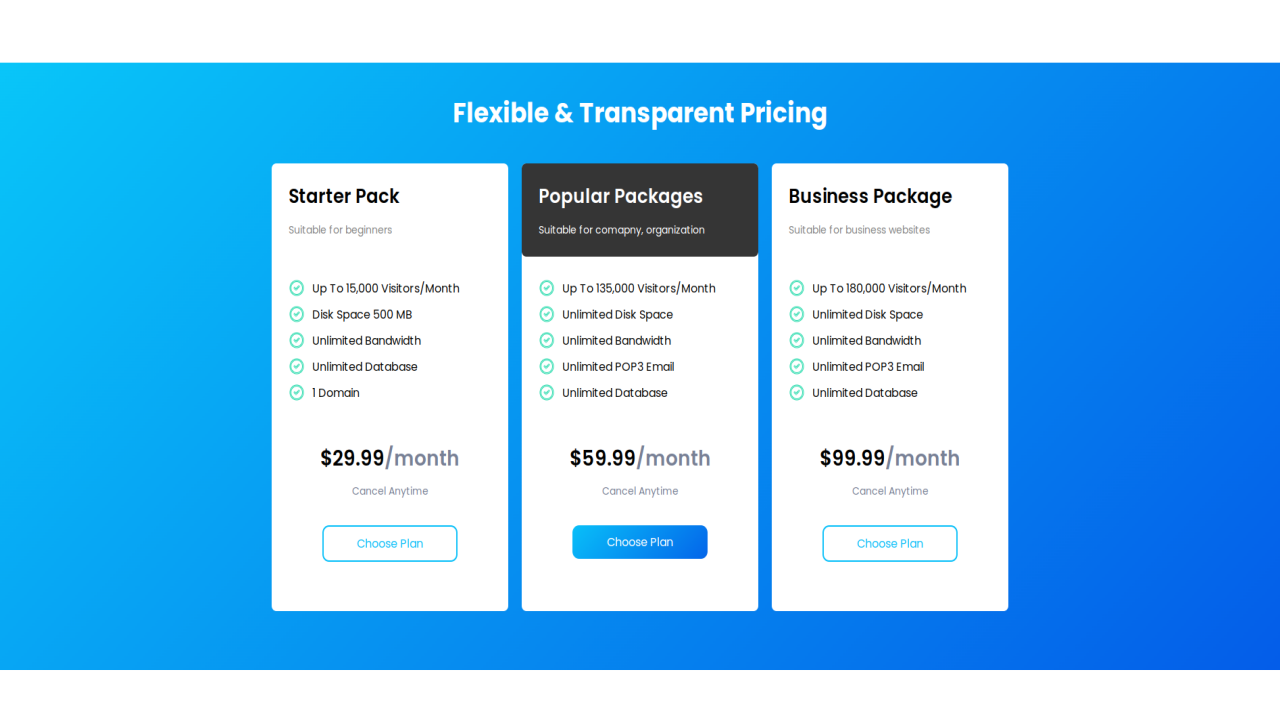 Flexible & Transparent Pricing
Starter Pack
Suitable for beginners
Up To 15,000 Visitors/Month
Disk Space 500 MB
Unlimited Bandwidth
Unlimited Database
1 Domain
$29.99/month
Cancel Anytime
Choose Plan
Popular Packages
Suitable for comapny, organization
Up To 135,000 Visitors/Month
Unlimited Disk Space
Unlimited Bandwidth
Unlimited POP3 Email
Unlimited Database
$59.99/month
Cancel Anytime
Choose Plan
Business Package
Suitable for business websites
Up To 180,000 Visitors/Month
Unlimited Disk Space
Unlimited Bandwidth
Unlimited POP3 Email
Unlimited Database
$99.99/month
Cancel Anytime
Choose Plan